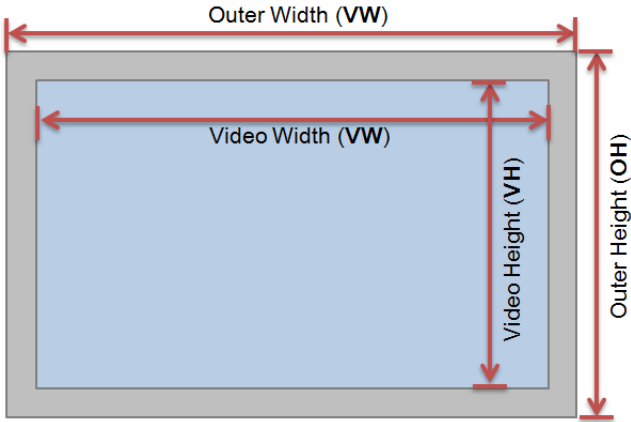 Outer Width (VW)
Video Width (VW)
Video Height (VH)
Outer Height (OH)